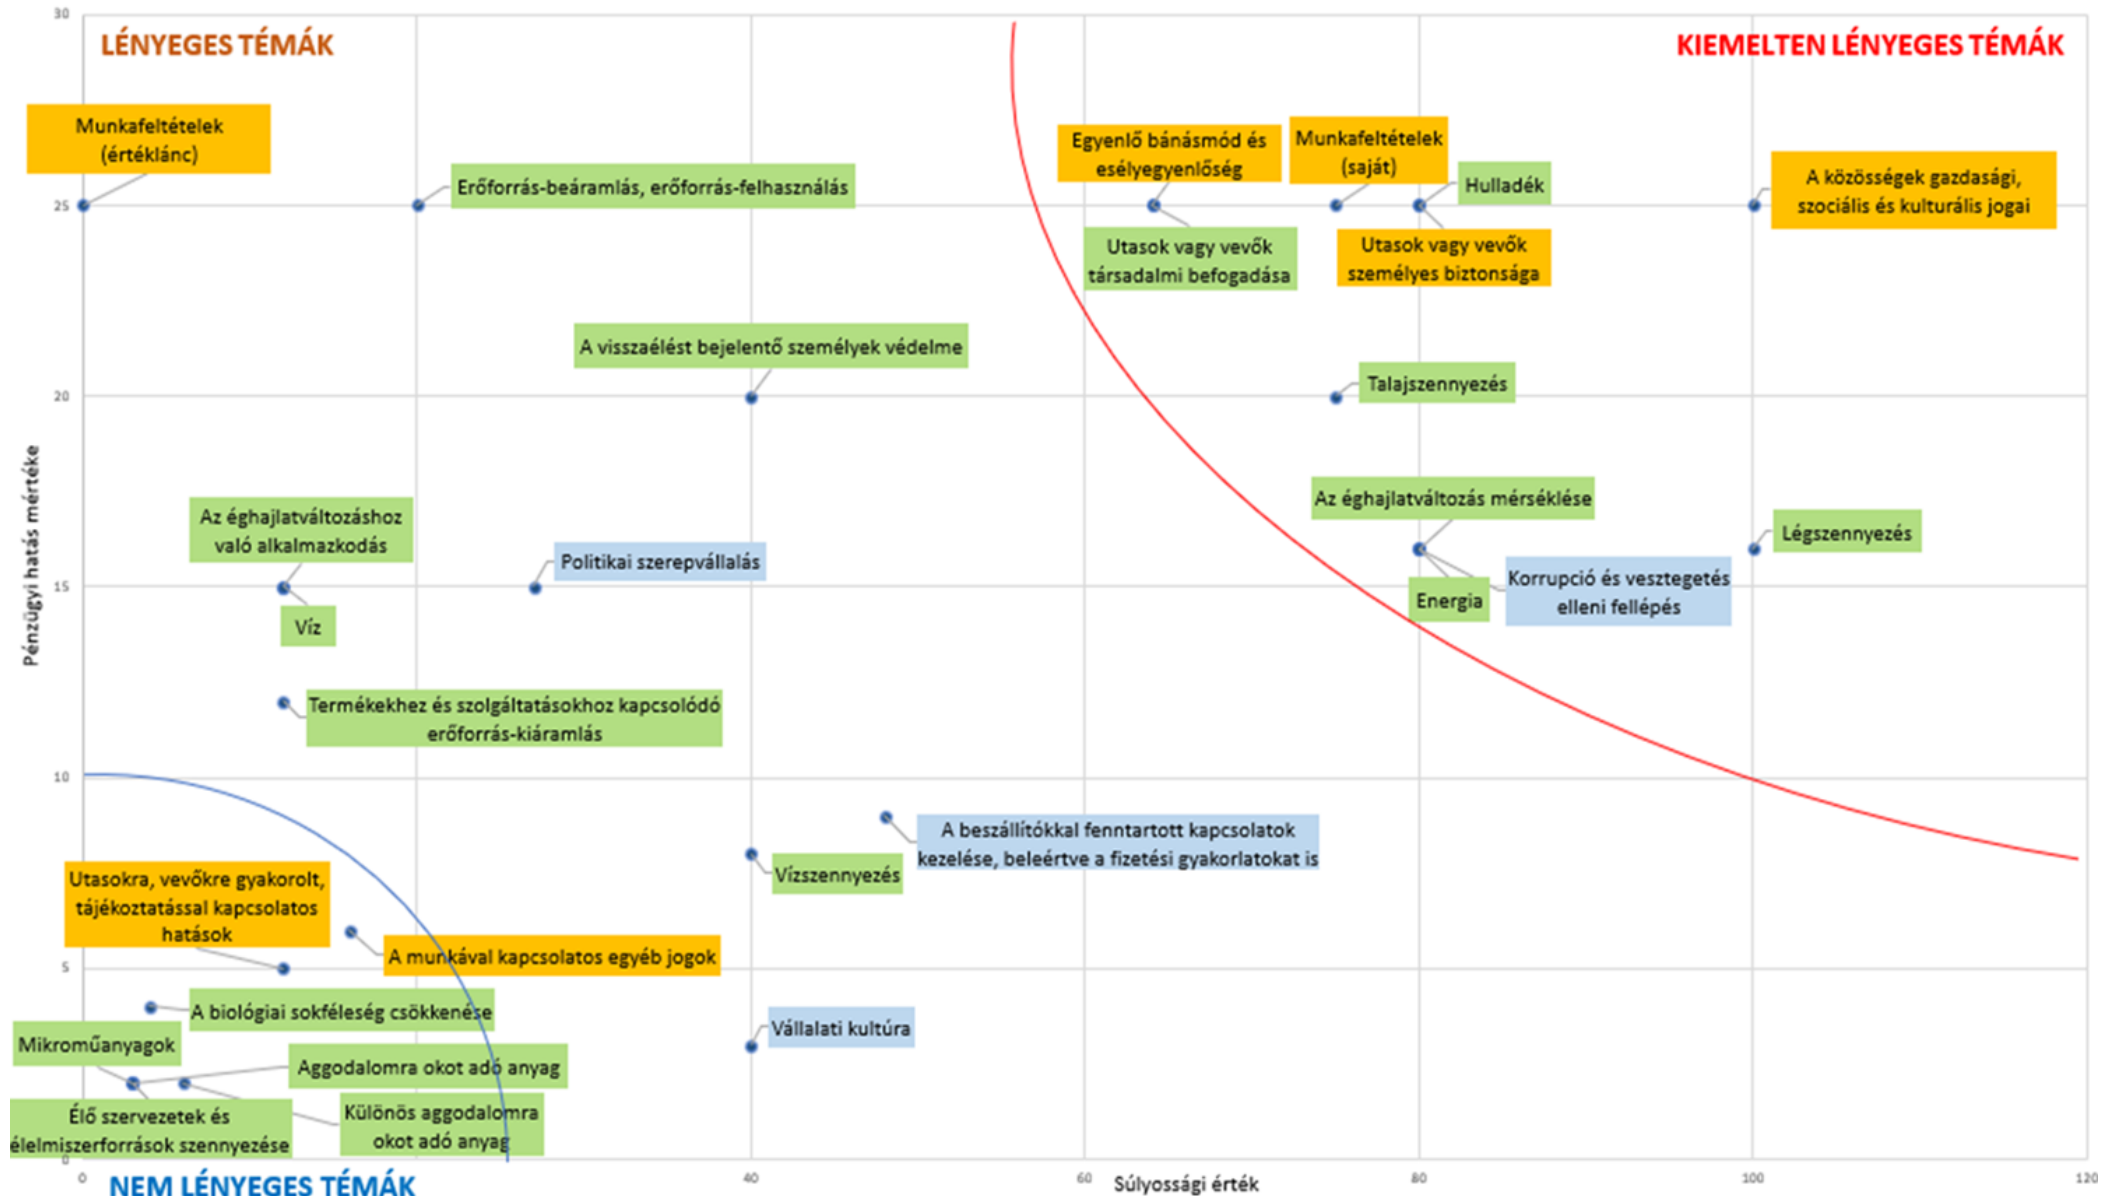 30
LÉNYEGES TÉMÁK
KIEMELTEN LÉNYEGES TÉMÁK
Munkafeltételek
(értéklánc)
Erőforrás-beáramlás, erőforrás-felhasználás
Egyenlő bánásmód és
esélyegyenlőség
Munkafeltételek
(saját)
Hulladék
A közösségek gazdasági,
szociális és kulturális jogai
25
Utasok vagy vevők
társadalmi befogadása
Utasok vagy vevők
személyes biztonsága
A visszaélést bejelentő személyek védelme
Talajszennyezés
20
Pénzügyi hatás mértéke
Az éghajlatváltozáshoz
való alkalmazkodás
Politikai szerepvállalás
Az éghajlatváltozás mérséklése
Légszennyezés
15
Víz
Energia
Korrupció és vesztegetés
elleni fellépés
Termékekhez és szolgáltatásokhoz kapcsolódó
erőforrás-kiáramlás
10
A beszállítókkal fenntartott kapcsolatok
kezelése, beleértve a fizetési gyakorlatokat is
Vízszennyezés
Utasokra, vevőkre gyakorolt,
tájékoztatással kapcsolatos
hatások
A munkával kapcsolatos egyéb jogok
5
A biológiai sokféleség csökkenése
Vállalati kultúra
Mikroműanyagok
Aggodalomra okot adó anyag
Élő szervezetek és
élelmiszerforrások szennyezése
Különös aggodalomra
okot adó anyag
0
0
40
60
80
100
120
NEM LÉNYEGES TÉMÁK
Súlyossági érték